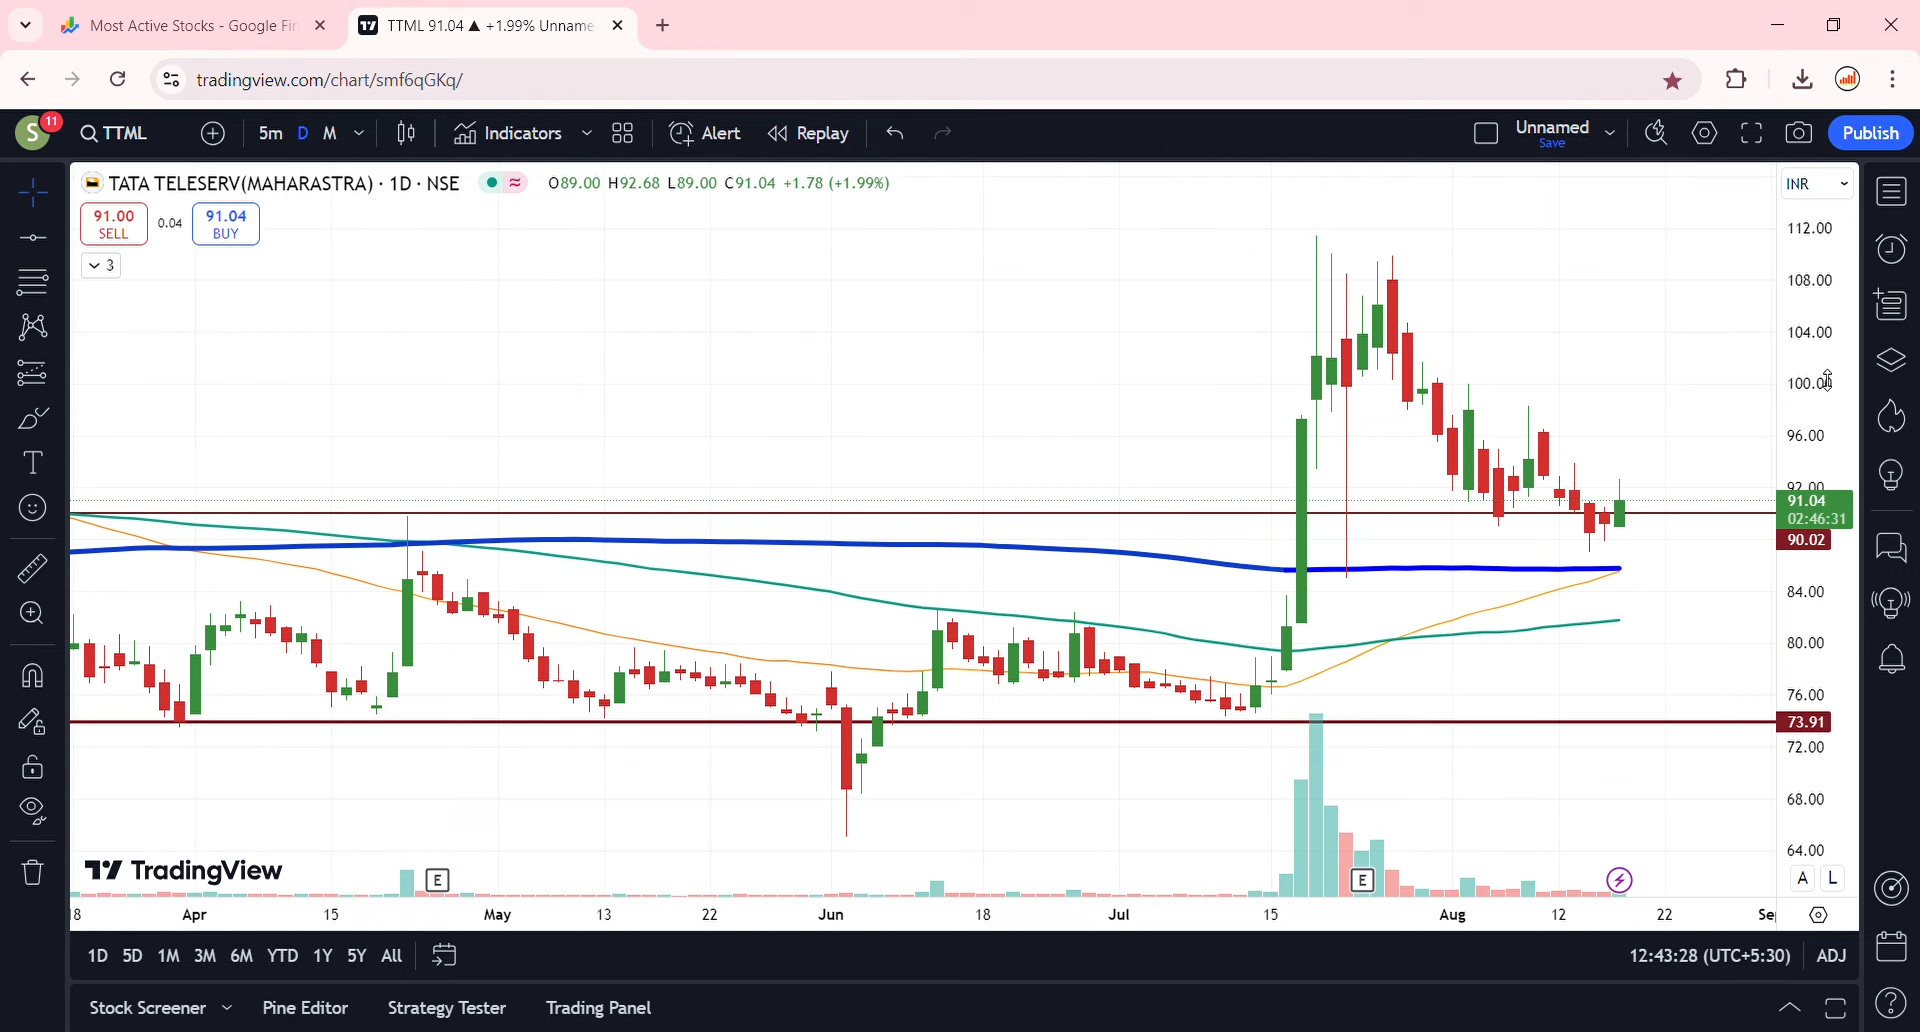 Most Active Stocks - Google Fin
TTML 91.04 ▲ +1.99% Unname
tradingview.com/chart/smf6qGKq/
S
11
TTML
5m
D
M
Indicators
Alert
Replay
Unnamed
Save
Publish
TATA TELESERV(MAHARASTRA) · 1D · NSE
O89.00 H92.68 L89.00 C91.04 +1.78 (+1.99%)
INR
91.00
SELL
0.04
91.04
BUY
3
112.00
108.00
104.00
100.00
96.00
92.00
91.04
02:46:31
90.02
84.00
80.00
76.00
73.91
72.00
68.00
64.00
TradingView
E
E
A
L
18
Apr
15
May
13
22
Jun
18
Jul
15
Aug
12
22
1D
5D
1M
3M
6M
YTD
1Y
5Y
All
12:43:28 (UTC+5:30)
ADJ
Stock Screener
Pine Editor
Strategy Tester
Trading Panel